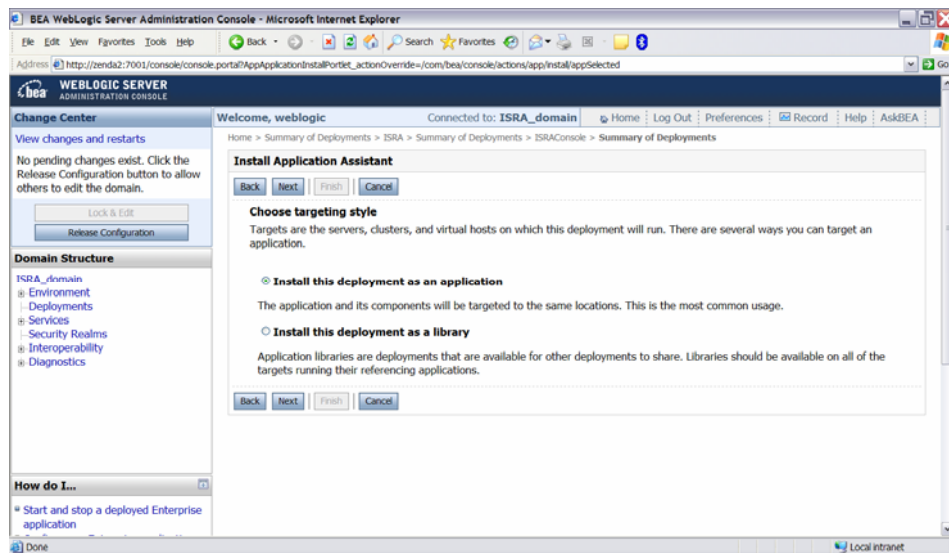 BEA WebLogic Server Administration Console - Microsoft Internet Explorer
File Edit View Favorites Tools Help
Back Search Favorites
Address http://zenda2:7001/console/console.portal?AppApplicationInstallPortlet_actionOverride=/com/bea/console/actions/app/install/appSelected Go
bea WEBLOGIC SERVER
ADMINISTRATION CONSOLE
Change Center
View changes and restarts
No pending changes exist. Click the
Release Configuration button to allow
others to edit the domain.
Lock & Edit
Release Configuration
Domain Structure
ISRA_domain
Environment
Deployments
Services
Security Realms
Interoperability
Diagnostics
How do I...
Start and stop a deployed Enterprise
application
Welcome, weblogic Connected to: ISRA_domain Home Log Out Preferences Record Help AskBEA
Home > Summary of Deployments > ISRA > Summary of Deployments > ISRAConsole > Summary of Deployments
Install Application Assistant
Back Next Finish Cancel
Choose targeting style
Targets are the servers, clusters, and virtual hosts on which this deployment will run. There are several ways you can target an
application.
Install this deployment as an application
The application and its components will be targeted to the same locations. This is the most common usage.
Install this deployment as a library
Application libraries are deployments that are available for other deployments to share. Libraries should be available on all of the
targets running their referencing applications.
Back Next Finish Cancel
Done Local intranet